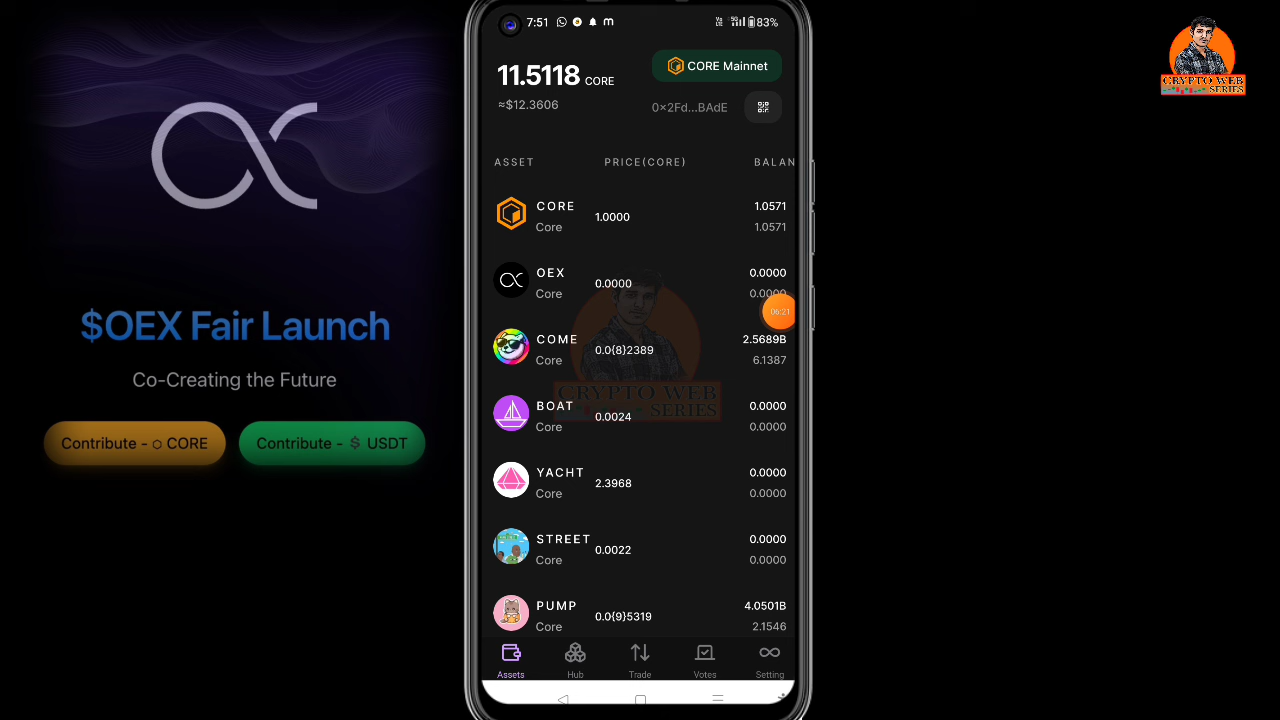 $OEX Fair Launch
Co-Creating the Future
Contribute - CORE
Contribute - $ USDT
7:51
83%
11.5118 CORE
CORE Mainnet
≈$12.3606
0×2Fd...BAdE
ASSET PRICE(CORE) BALAN
CORE 1.0571
Core 1.0000 1.0571
OEX 0.0000
Core 0.0000 0.0000
06:21
COME 2.5689B
Core 0.0{8}2389 6.1387
BOAT 0.0000
Core 0.0024 0.0000
YACHT 0.0000
Core 2.3968 0.0000
STREET 0.0000
Core 0.0022 0.0000
PUMP 4.0501B
Core 0.0{9}5319 2.1546
Assets Hub Trade Votes Setting
CRYPTO WEB
SERIES
CRYPTO WEB
SERIES